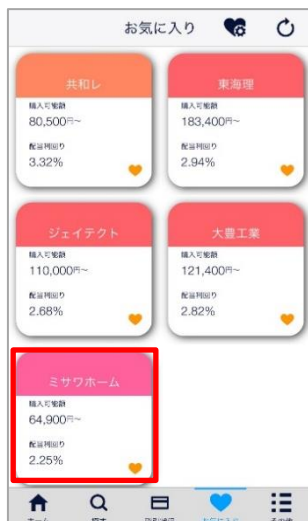 お気に入り
共和レ
東海理
購入可能額
購入可能額
80,500円～
183,400円～
配当利回り
配当利回り
3.32%
2.94%
ジェイテクト
大豊工業
購入可能額
購入可能額
110,000円～
121,400円～
配当利回り
配当利回り
2.68%
2.82%
ミサワホーム
購入可能額
64,900円～
配当利回り
2.25%